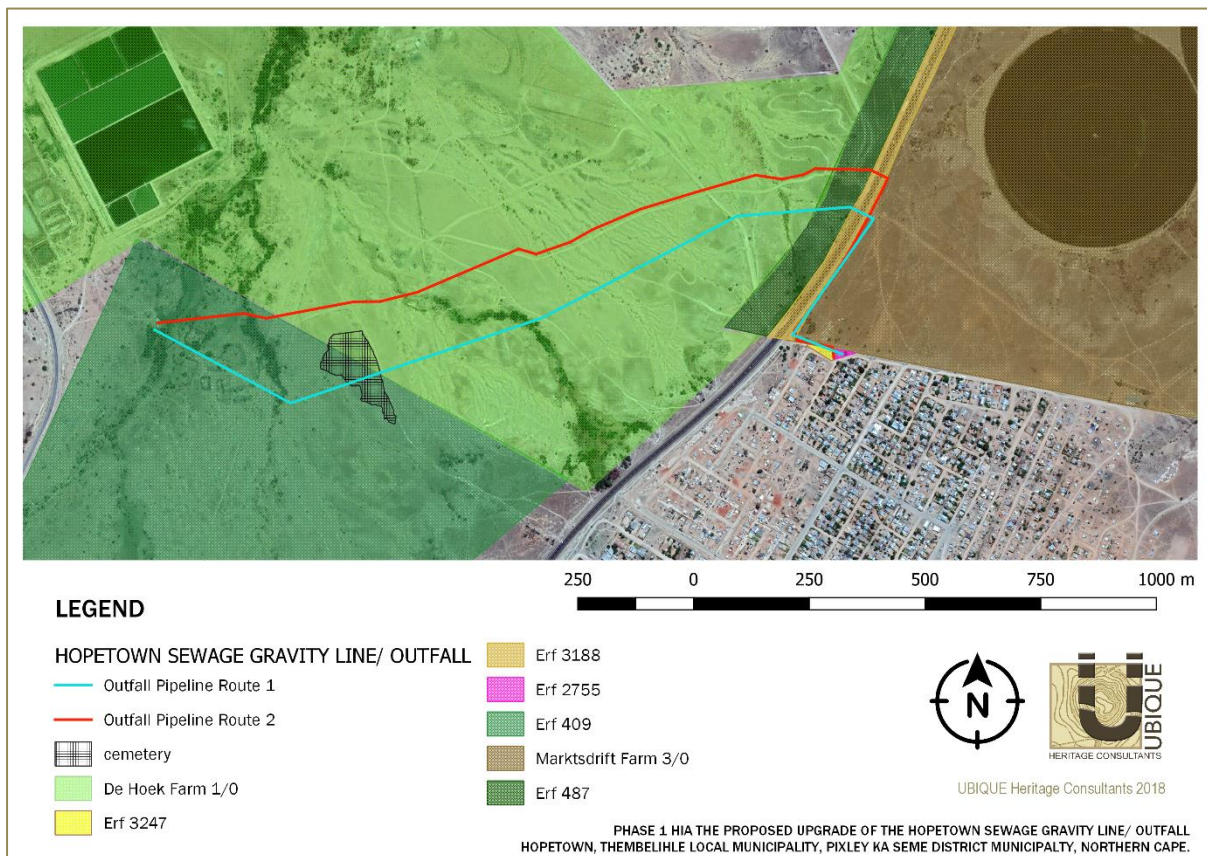 250 0 250 500 750 1000 m
LEGEND
HOPETOWN SEWAGE GRAVITY LINE/ OUTFALL
Outfall Pipeline Route 1
Outfall Pipeline Route 2
cemetery
De Hoek Farm 1/0
Erf 3247
Erf 3188
Erf 2755
Erf 409
Marktsdrift Farm 3/0
Erf 487
N
UBIQUE
HERITAGE CONSULTANTS
UBIQUE Heritage Consultants 2018
PHASE 1 HIA THE PROPOSED UPGRADE OF THE HOPETOWN SEWAGE GRAVITY LINE/ OUTFALL
HOPETOWN, THEMBELIHLE LOCAL MUNICIPALITY, PIXLEY KA SEME DISTRICT MUNICIPALTY, NORTHERN CAPE.